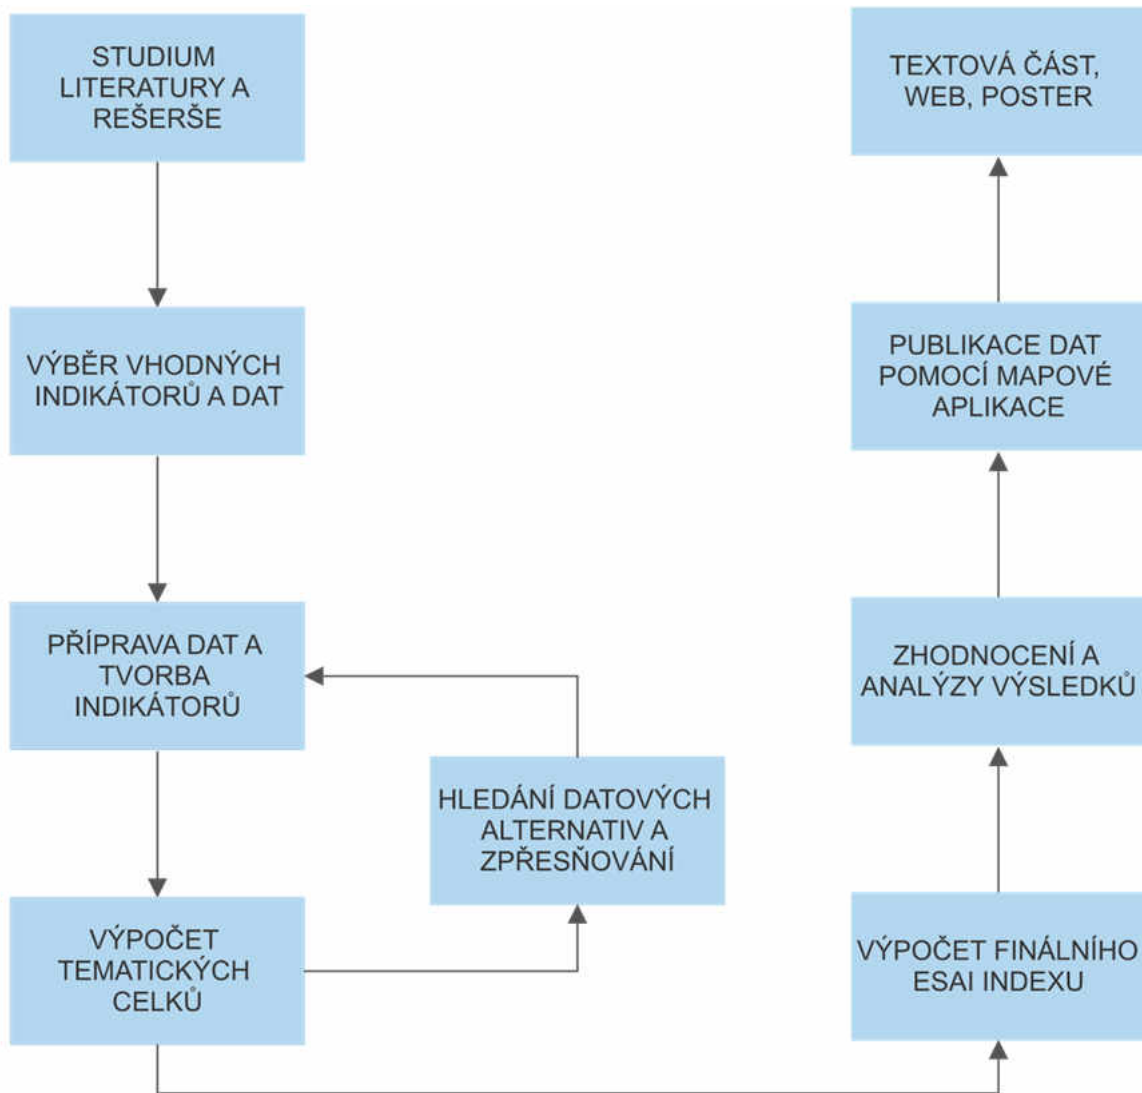 STUDIUM
LITERATURY A
REŠERŠE
VÝBĚR VHODNÝCH
INDIKÁTORŮ A DAT
PŘÍPRAVA DAT A
TVORBA
INDIKÁTORŮ
VÝPOČET
TEMATICKÝCH
CELKŮ
HLEDÁNÍ DATOVÝCH
ALTERNATIV A
ZPŘESŇOVÁNÍ
VÝPOČET FINÁLNÍHO
ESAI INDEXU
ZHODNOCENÍ A
ANALÝZY VÝSLEDKŮ
PUBLIKACE DAT
POMOCÍ MAPOVÉ
APLIKACE
TEXTOVÁ ČÁST,
WEB, POSTER